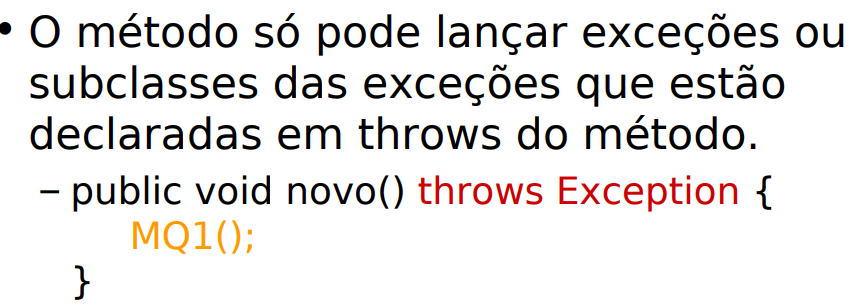 • O método só pode lançar exceções ou
subclasses das exceções que estão
declaradas em throws do método.
– public void novo() throws Exception {
MQ1();
}